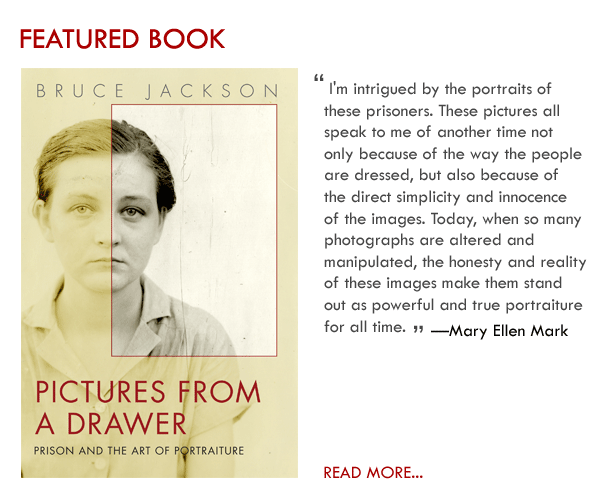 FEATURED BOOK
BRUCE JACKSON
PICTURES FROM
A DRAWER
PRISON AND THE ART OF PORTRAITURE
“ I'm intrigued by the portraits of
these prisoners. These pictures all
speak to me of another time not
only because of the way the people
are dressed, but also because of
the direct simplicity and innocence
of the images. Today, when so many
photographs are altered and
manipulated, the honesty and reality
of these images make them stand
out as powerful and true portraiture
for all time. ” —Mary Ellen Mark
READ MORE...